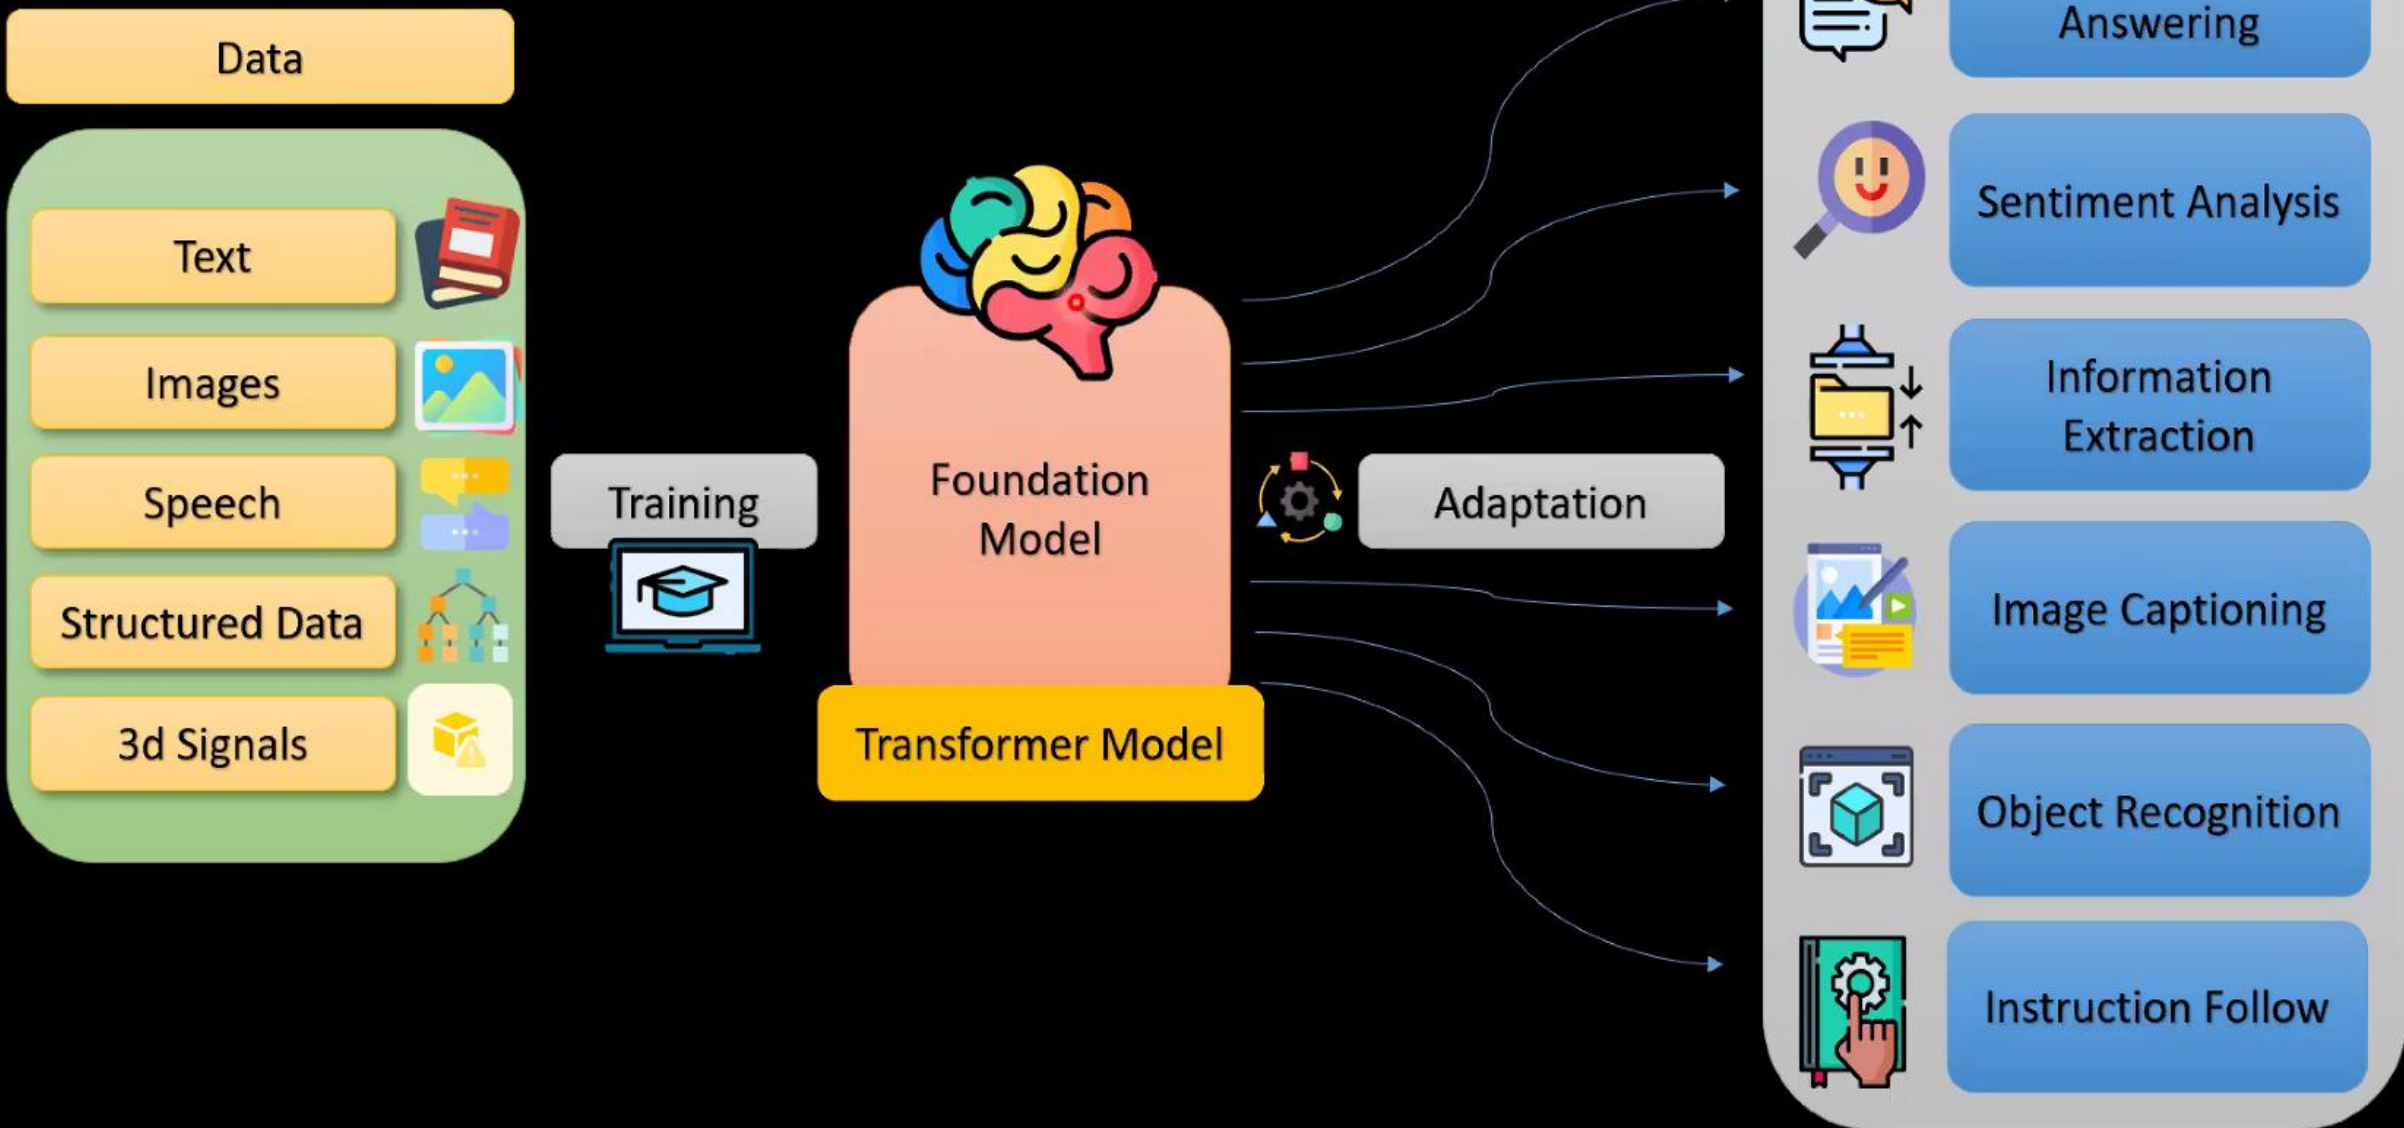 Data
Text
Images
Speech
Structured Data
3d Signals
Training
Foundation
Model
Transformer Model
Adaptation
Answering
Sentiment Analysis
Information
Extraction
Image Captioning
Object Recognition
Instruction Follow